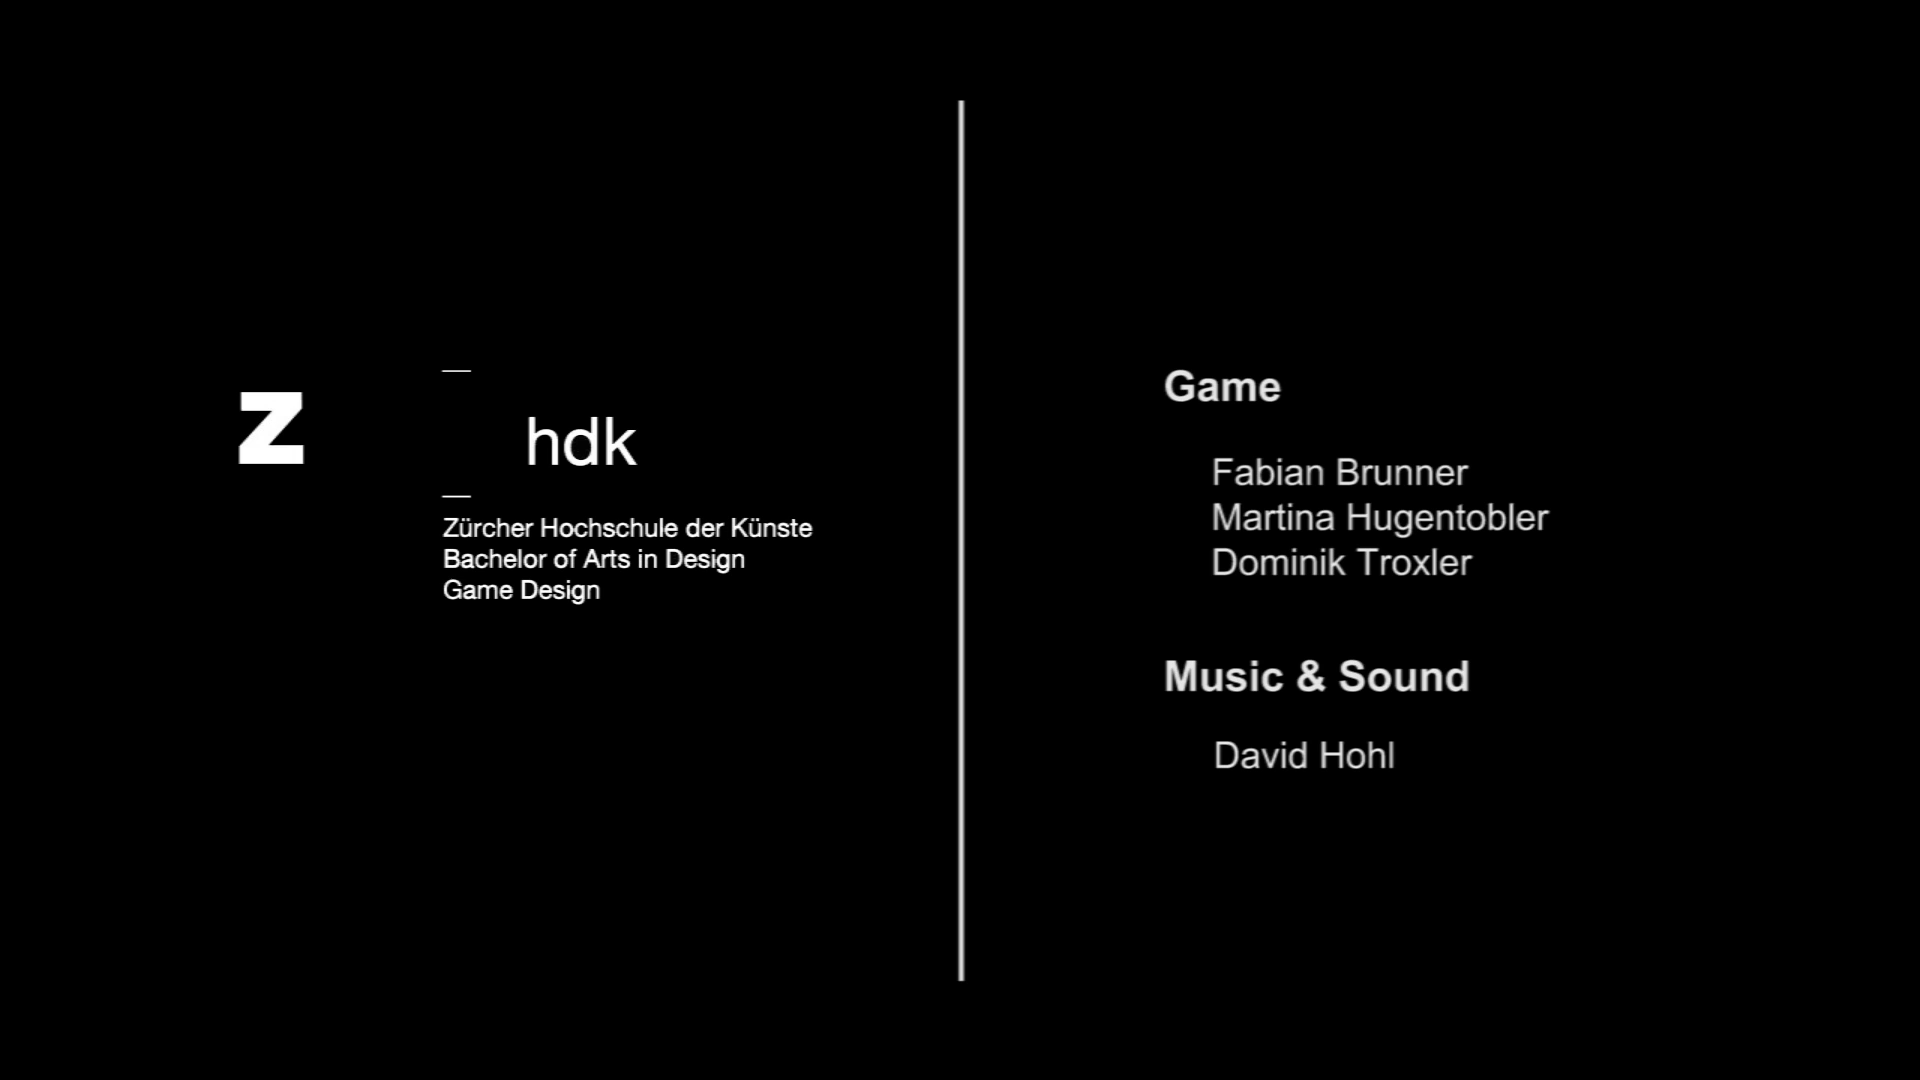 z hdk
Zürcher Hochschule der Künste
Bachelor of Arts in Design
Game Design
Game
Fabian Brunner
Martina Hugentobler
Dominik Troxler
Music & Sound
David Hohl